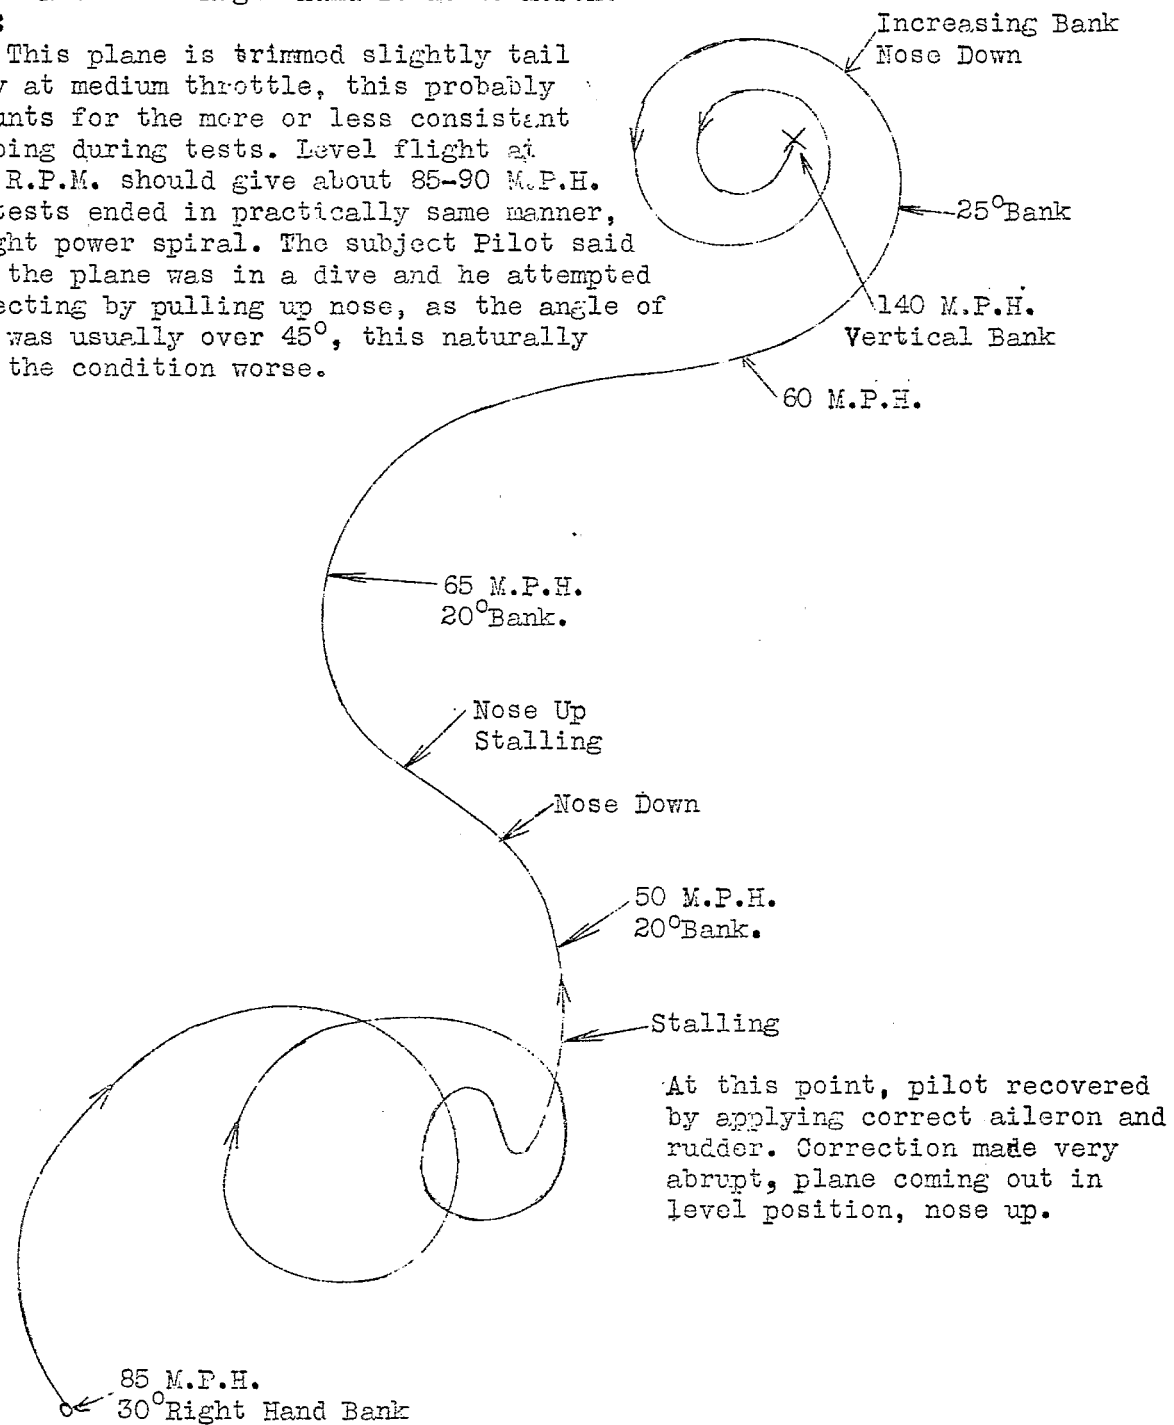 :
This plane is trimmed slightly tail
at medium throttle, this probably
unts for the more or less consistant
ping during tests. Level flight at
R.P.M. should give about 85-90 M.P.H.
tests ended in practically same manner,
ght power spiral. The subject Pilot said
the plane was in a dive and he attempted
ecting by pulling up nose, as the angle of
was usually over 45°, this naturally
the condition worse.
Increasing Bank
Nose Down
25°Bank
140 M.P.H.
Vertical Bank
60 M.P.H.
65 M.P.H.
20°Bank.
Nose Up
Stalling
Nose Down
50 M.P.H.
20°Bank.
Stalling
At this point, pilot recovered
by applying correct aileron and
rudder. Correction made very
abrupt, plane coming out in
level position, nose up.
85 M.P.H.
30°Right Hand Bank